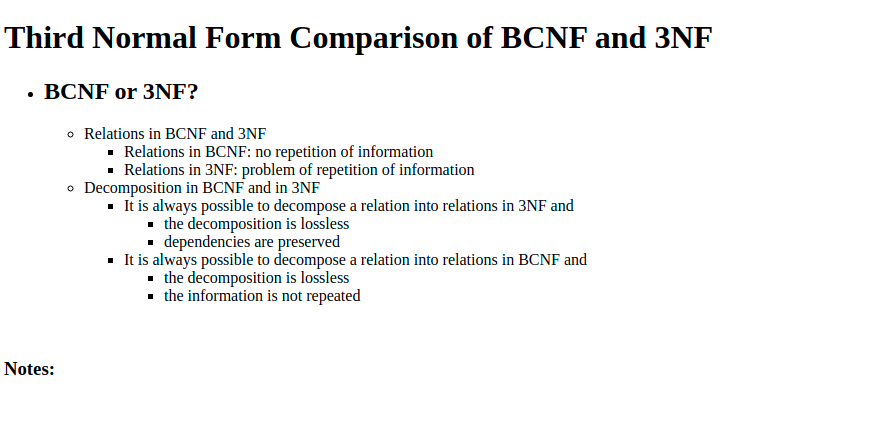 Third Normal Form Comparison of BCNF and 3NF
BCNF or 3NF?
Relations in BCNF and 3NF
Relations in BCNF: no repetition of information
Relations in 3NF: problem of repetition of information
Decomposition in BCNF and in 3NF
It is always possible to decompose a relation into relations in 3NF and
the decomposition is lossless
dependencies are preserved
It is always possible to decompose a relation into relations in BCNF and
the decomposition is lossless
the information is not repeated
Notes: